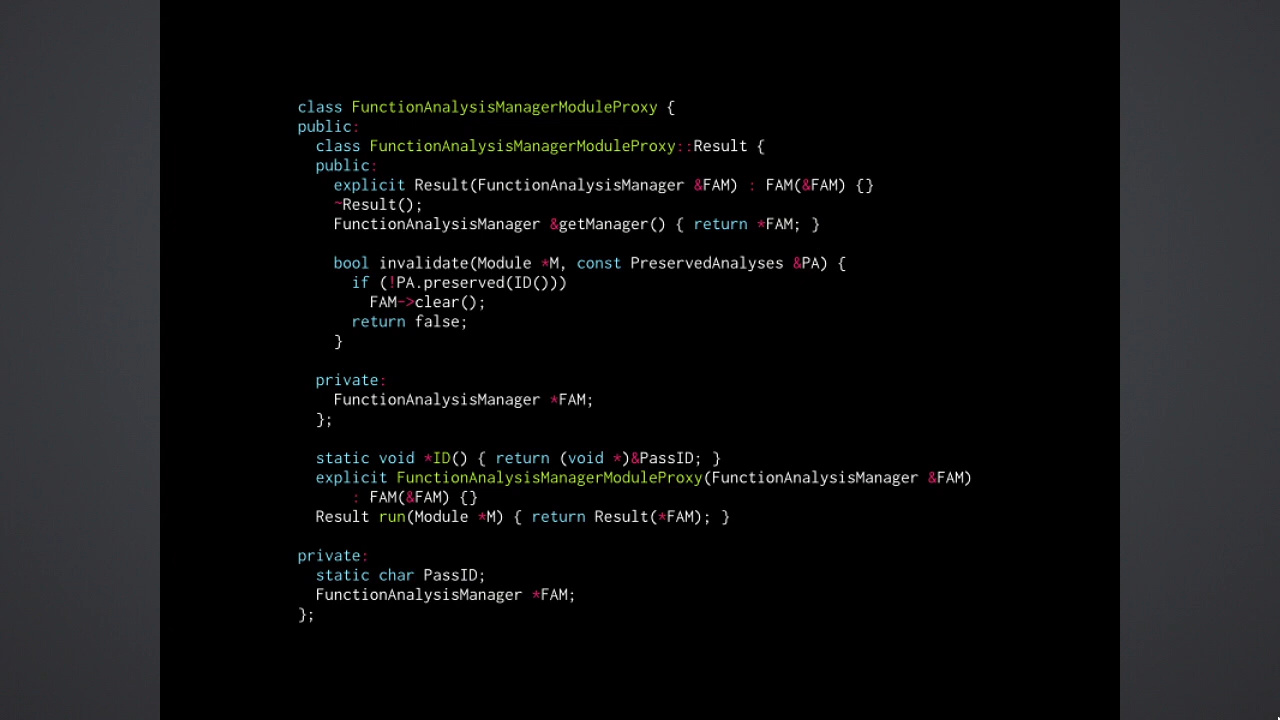 class FunctionAnalysisManagerModuleProxy {
public:
  class FunctionAnalysisManagerModuleProxy::Result {
  public:
    explicit Result(FunctionAnalysisManager &FAM) : FAM(&FAM) {}
    ~Result();
    FunctionAnalysisManager &getManager() { return *FAM; }

    bool invalidate(Module *M, const PreservedAnalyses &PA) {
      if (!PA.preserved(ID()))
        FAM->clear();
      return false;
    }

  private:
    FunctionAnalysisManager *FAM;
  };

  static void *ID() { return (void *)&PassID; }
  explicit FunctionAnalysisManagerModuleProxy(FunctionAnalysisManager &FAM)
      : FAM(&FAM) {}
  Result run(Module *M) { return Result(*FAM); }

private:
  static char PassID;
  FunctionAnalysisManager *FAM;
};